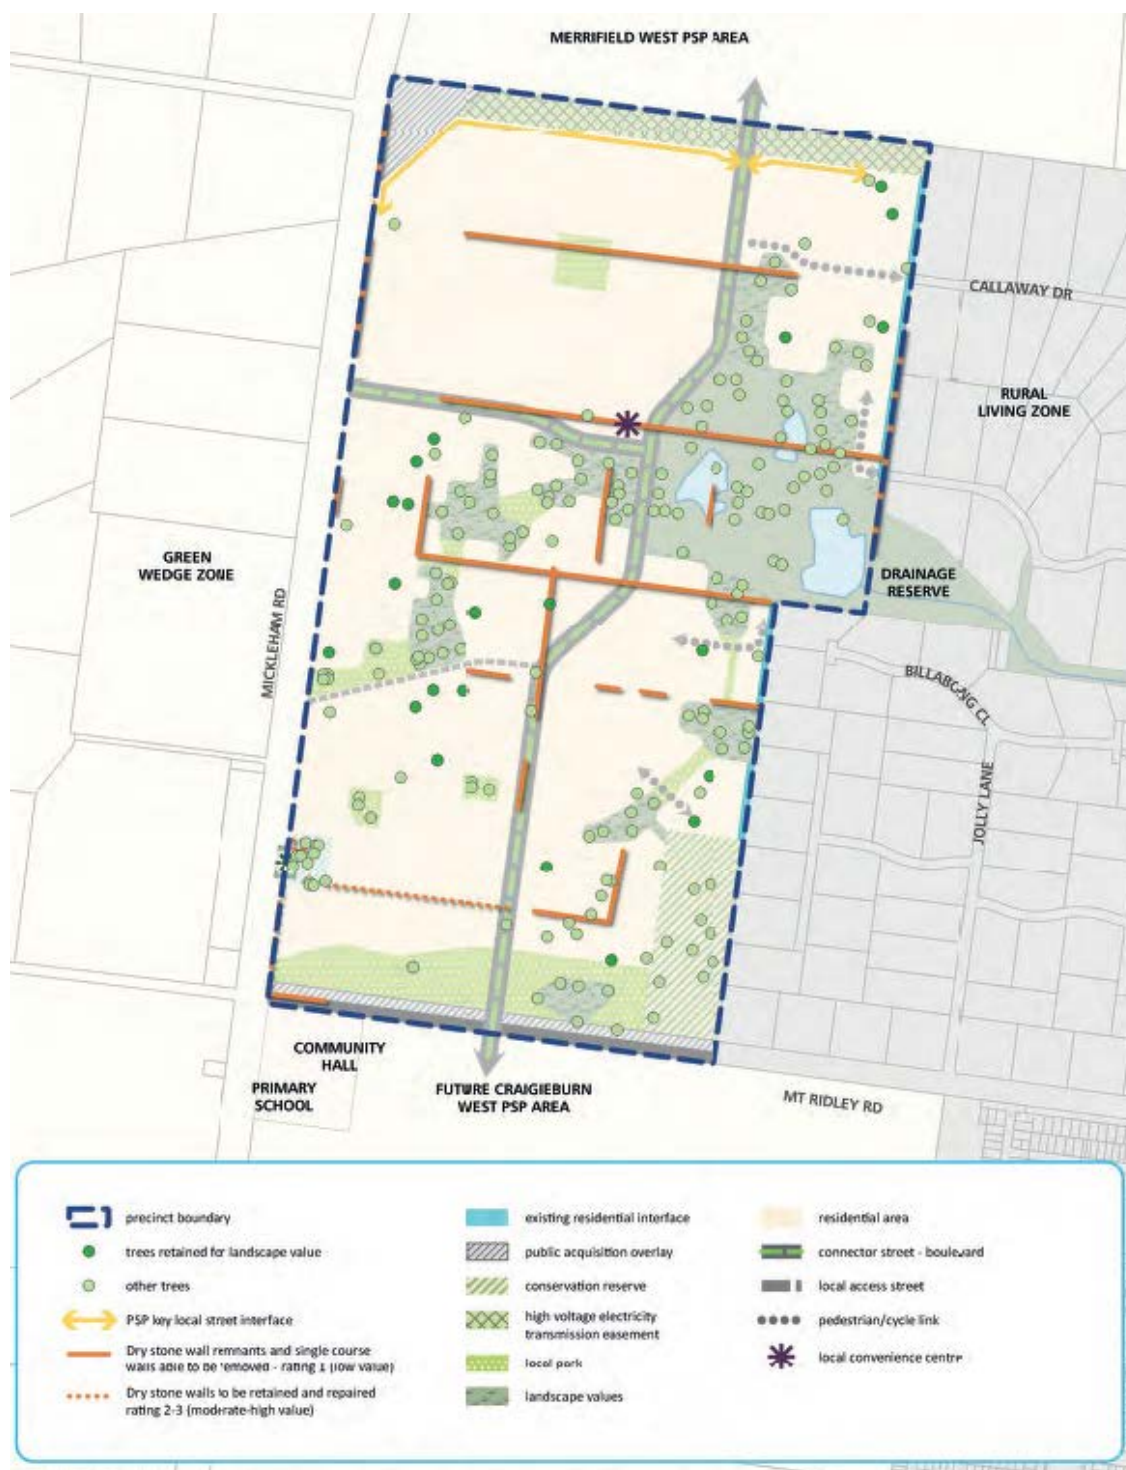 MERRIFIELD WEST PSP AREA
CALLAWAY DR
RURAL
LIVING ZONE
GREEN
WEDGE ZONE
MICKLEHAM RD
DRAINAGE
RESERVE
BILLABONG CL
JOLLY LANE
COMMUNITY
HALL
PRIMARY
SCHOOL
FUTURE CRAIGIEBURN
WEST PSP AREA
MT RIDLEY RD
precinct boundary
trees retained for landscape value
other trees
PSP key local street interface
Dry stone wall remnants and single course
walls able to be removed - rating 1 (low value)
Dry stone walls to be retained and repaired
rating 2-3 (moderate-high value)
existing residential interface
public acquisition overlay
conservation reserve
high voltage electricity
transmission easement
local park
landscape values
residential area
connector street - boulevard
local access street
pedestrian/cycle link
local convenience centre